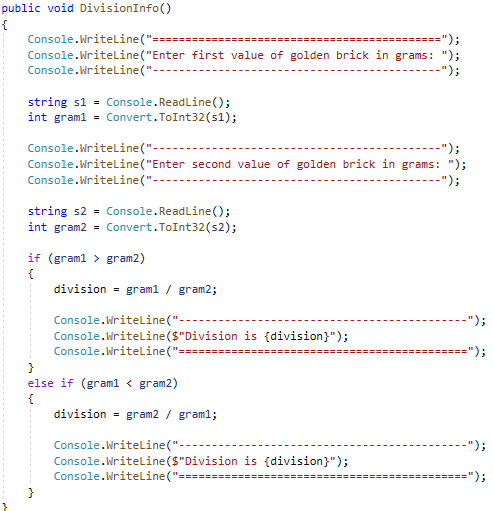 public void DivisionInfo()
{
    Console.WriteLine("============================================");
    Console.WriteLine("Enter first value of golden brick in grams: ");
    Console.WriteLine("--------------------------------------------");

    string s1 = Console.ReadLine();
    int gram1 = Convert.ToInt32(s1);

    Console.WriteLine("--------------------------------------------");
    Console.WriteLine("Enter second value of golden brick in grams: ");
    Console.WriteLine("--------------------------------------------");

    string s2 = Console.ReadLine();
    int gram2 = Convert.ToInt32(s2);

    if (gram1 > gram2)
    {
        division = gram1 / gram2;

        Console.WriteLine("--------------------------------------------");
        Console.WriteLine($"Division is {division}");
        Console.WriteLine("============================================");
    }
    else if (gram1 < gram2)
    {
        division = gram2 / gram1;

        Console.WriteLine("--------------------------------------------");
        Console.WriteLine($"Division is {division}");
        Console.WriteLine("============================================");
    }
}